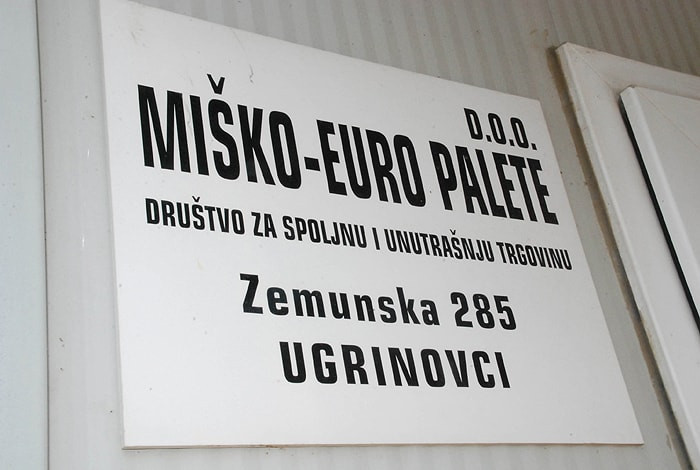 D.O.O.
MIŠKO-EURO PALETE
DRUŠTVO ZA SPOLJNU I UNUTRAŠNJU TRGOVINU
Zemunska 285
UGRINOVCI